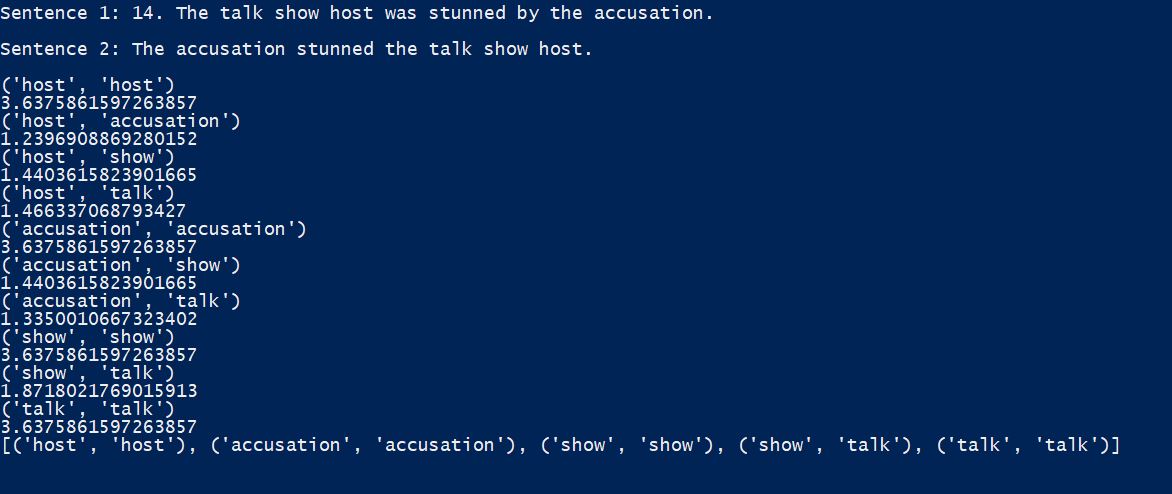 Sentence 1: 14. The talk show host was stunned by the accusation.
Sentence 2: The accusation stunned the talk show host.
('host', 'host')
3.6375861597263857
('host', 'accusation')
1.2396908869280152
('host', 'show')
1.4403615823901665
('host', 'talk')
1.466337068793427
('accusation', 'accusation')
3.6375861597263857
('accusation', 'show')
1.4403615823901665
('accusation', 'talk')
1.3350010667323402
('show', 'show')
3.6375861597263857
('show', 'talk')
1.8718021769015913
('talk', 'talk')
3.6375861597263857
[('host', 'host'), ('accusation', 'accusation'), ('show', 'show'), ('show', 'talk'), ('talk', 'talk')]